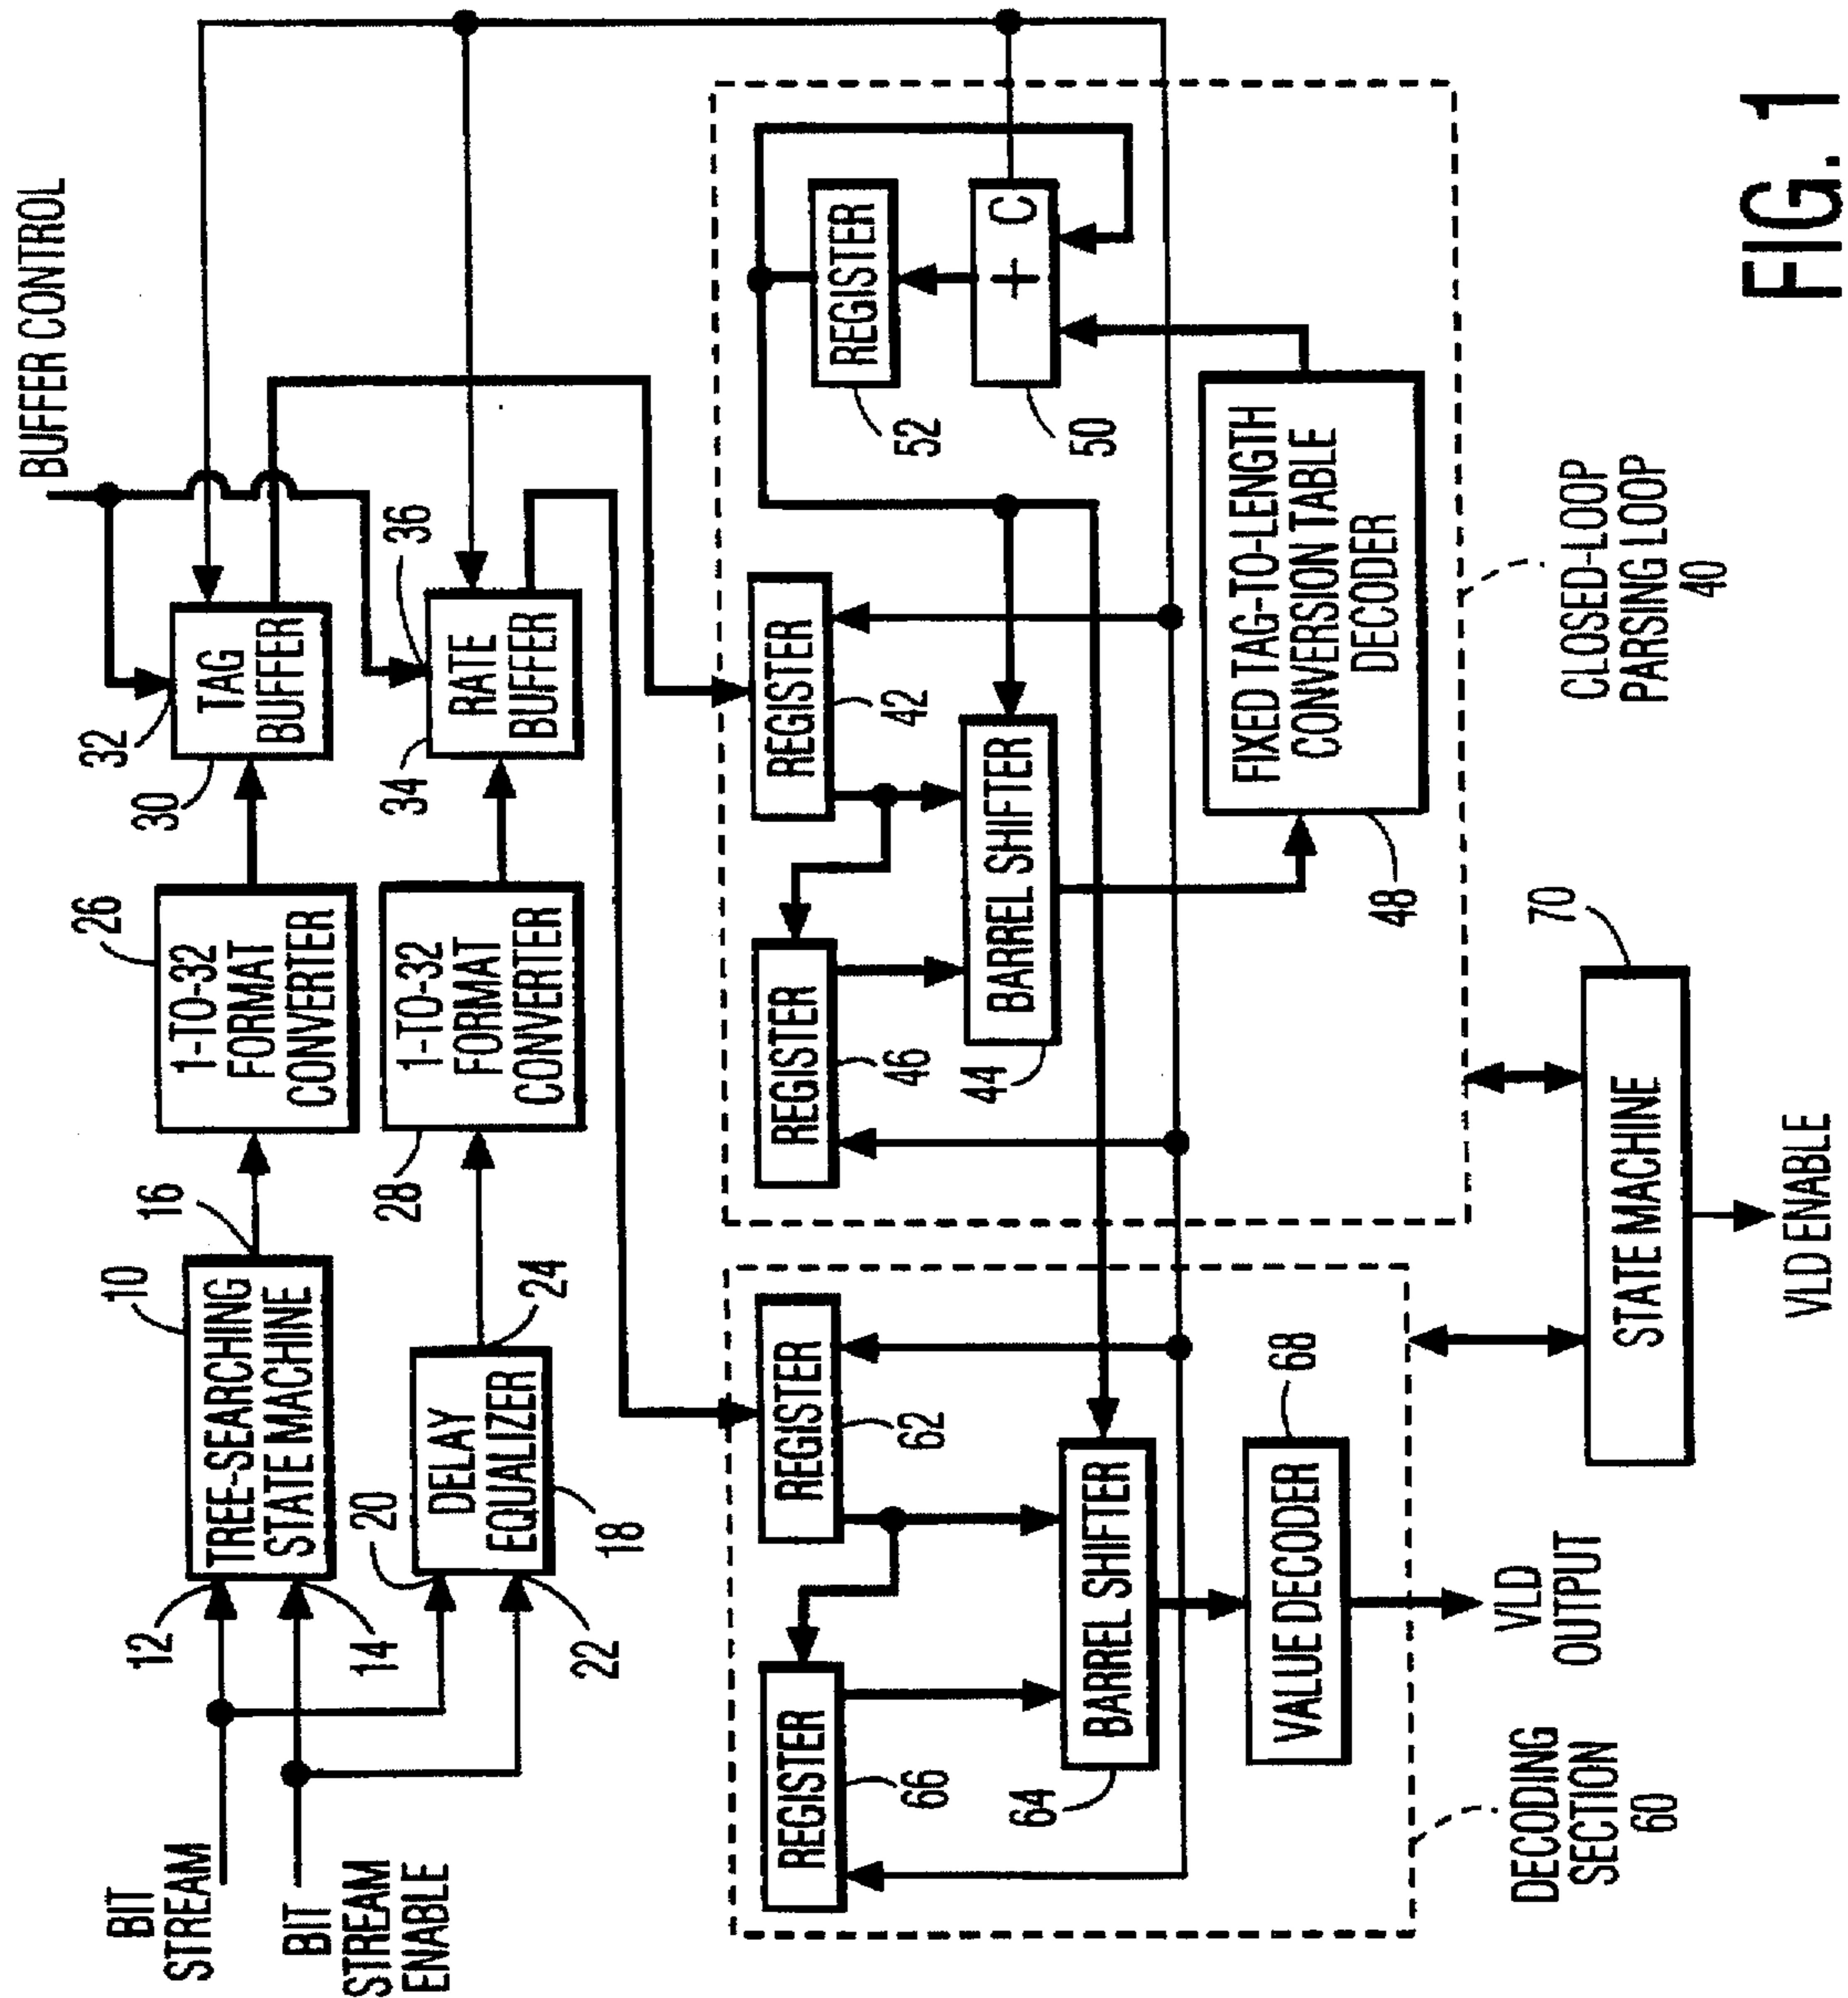 BUFFER CONTROL
BIT
STREAM
BIT
STREAM
ENABLE
12
14
10
TREE-SEARCHING
STATE MACHINE
16
20
22
DELAY
EQUALIZER
18
24
26
1-TO-32
FORMAT
CONVERTER
28
1-TO-32
FORMAT
CONVERTER
30
32
TAG
BUFFER
34
36
RATE
BUFFER
REGISTER
66
REGISTER
62
BARREL SHIFTER
64
VALUE DECODER
68
VLD
OUTPUT
DECODING
SECTION
60
REGISTER
46
REGISTER
42
BARREL SHIFTER
44
REGISTER
52
+ C
50
FIXED TAG-TO-LENGTH
CONVERSION TABLE
DECODER
48
CLOSED-LOOP
PARSING LOOP
40
STATE MACHINE
70
VLD ENABLE
FIG. 1